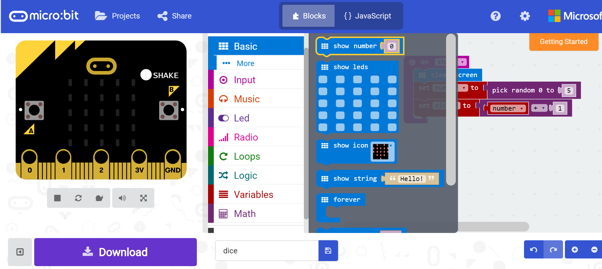 micro:bit
Projects
Share
Blocks
{} JavaScript
Microsof
Getting Started
SHAKE
B
A
0 1 2 3V GND
Basic
More
Input
Music
Led
Radio
Loops
Logic
Variables
Math
show number 0
show leds
show icon
show string “ Hello! ”
forever
screen
to pick random 0 to 5
to number + 1
Download
dice